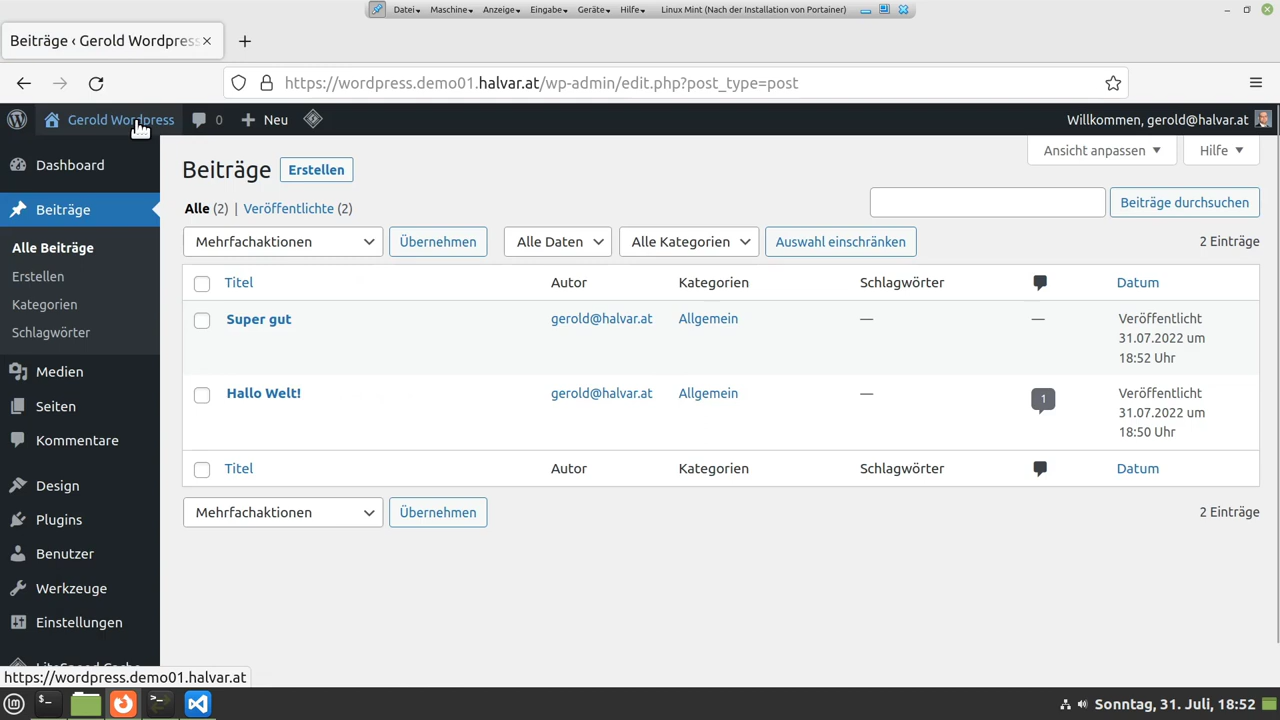 Datei Maschine Anzeige Eingabe Geräte Hilfe Linux Mint (Nach der Installation von Portainer)
Beiträge ‹ Gerold Wordpress
https://wordpress.demo01.halvar.at/wp-admin/edit.php?post_type=post
Gerold Wordpress 0 Neu Willkommen, gerold@halvar.at
Dashboard
Beiträge
Alle Beiträge
Erstellen
Kategorien
Schlagwörter
Medien
Seiten
Kommentare
Design
Plugins
Benutzer
Werkzeuge
Einstellungen
LiteSpeed Cache
Ansicht anpassen Hilfe
Beiträge Erstellen
Alle (2) | Veröffentlichte (2)
Beiträge durchsuchen
Mehrfachaktionen Übernehmen Alle Daten Alle Kategorien Auswahl einschränken 2 Einträge
Titel Autor Kategorien Schlagwörter Datum
Super gut gerold@halvar.at Allgemein — — Veröffentlicht
31.07.2022 um
18:52 Uhr
Hallo Welt! gerold@halvar.at Allgemein — 1 Veröffentlicht
31.07.2022 um
18:50 Uhr
Titel Autor Kategorien Schlagwörter Datum
Mehrfachaktionen Übernehmen 2 Einträge
https://wordpress.demo01.halvar.at
Sonntag, 31. Juli, 18:52